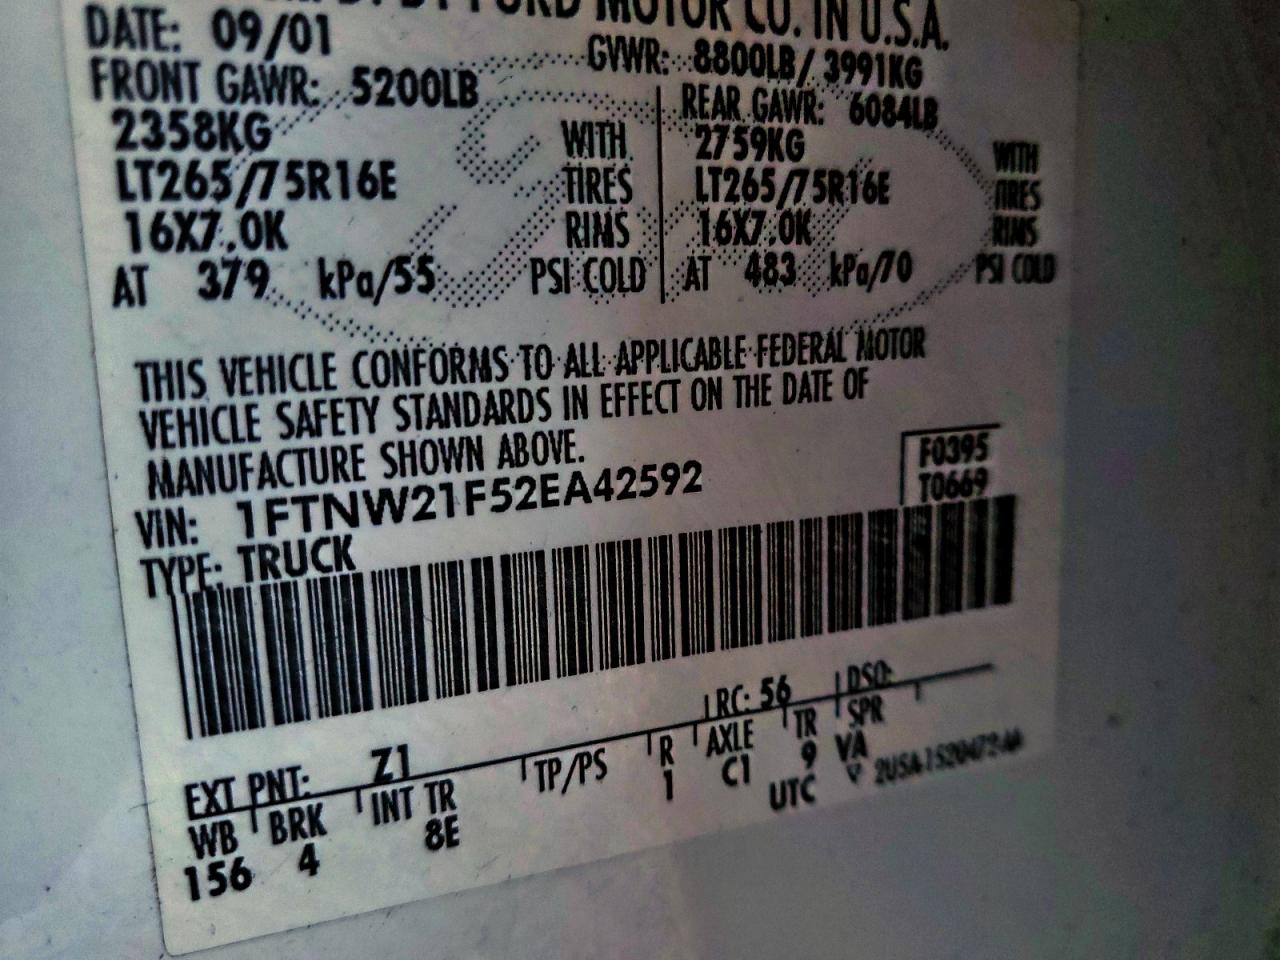 FORD MOTOR CO. IN U.S.A.
DATE: 09/01 GVWR: 8800LB/ 3991KG
FRONT GAWR: 5200LB REAR GAWR: 6084LB
2358KG WITH 2759KG WITH
LT265/75R16E TIRES LT265/75R16E TIRES
16X7.0K RIMS 16X7.0K RIMS
AT 379 kPa/55 PSI COLD AT 483 kPa/70 PSI COLD
THIS VEHICLE CONFORMS TO ALL APPLICABLE FEDERAL MOTOR
VEHICLE SAFETY STANDARDS IN EFFECT ON THE DATE OF
MANUFACTURE SHOWN ABOVE.
VIN: 1FTNW21F52EA42592
F0395
T0669
TYPE: TRUCK
EXT PNT: Z1 RC: 56 DSO:
WB BRK INT TR TP/PS R AXLE TR SPR
156 4 8E 1 C1 9 VA
UTC